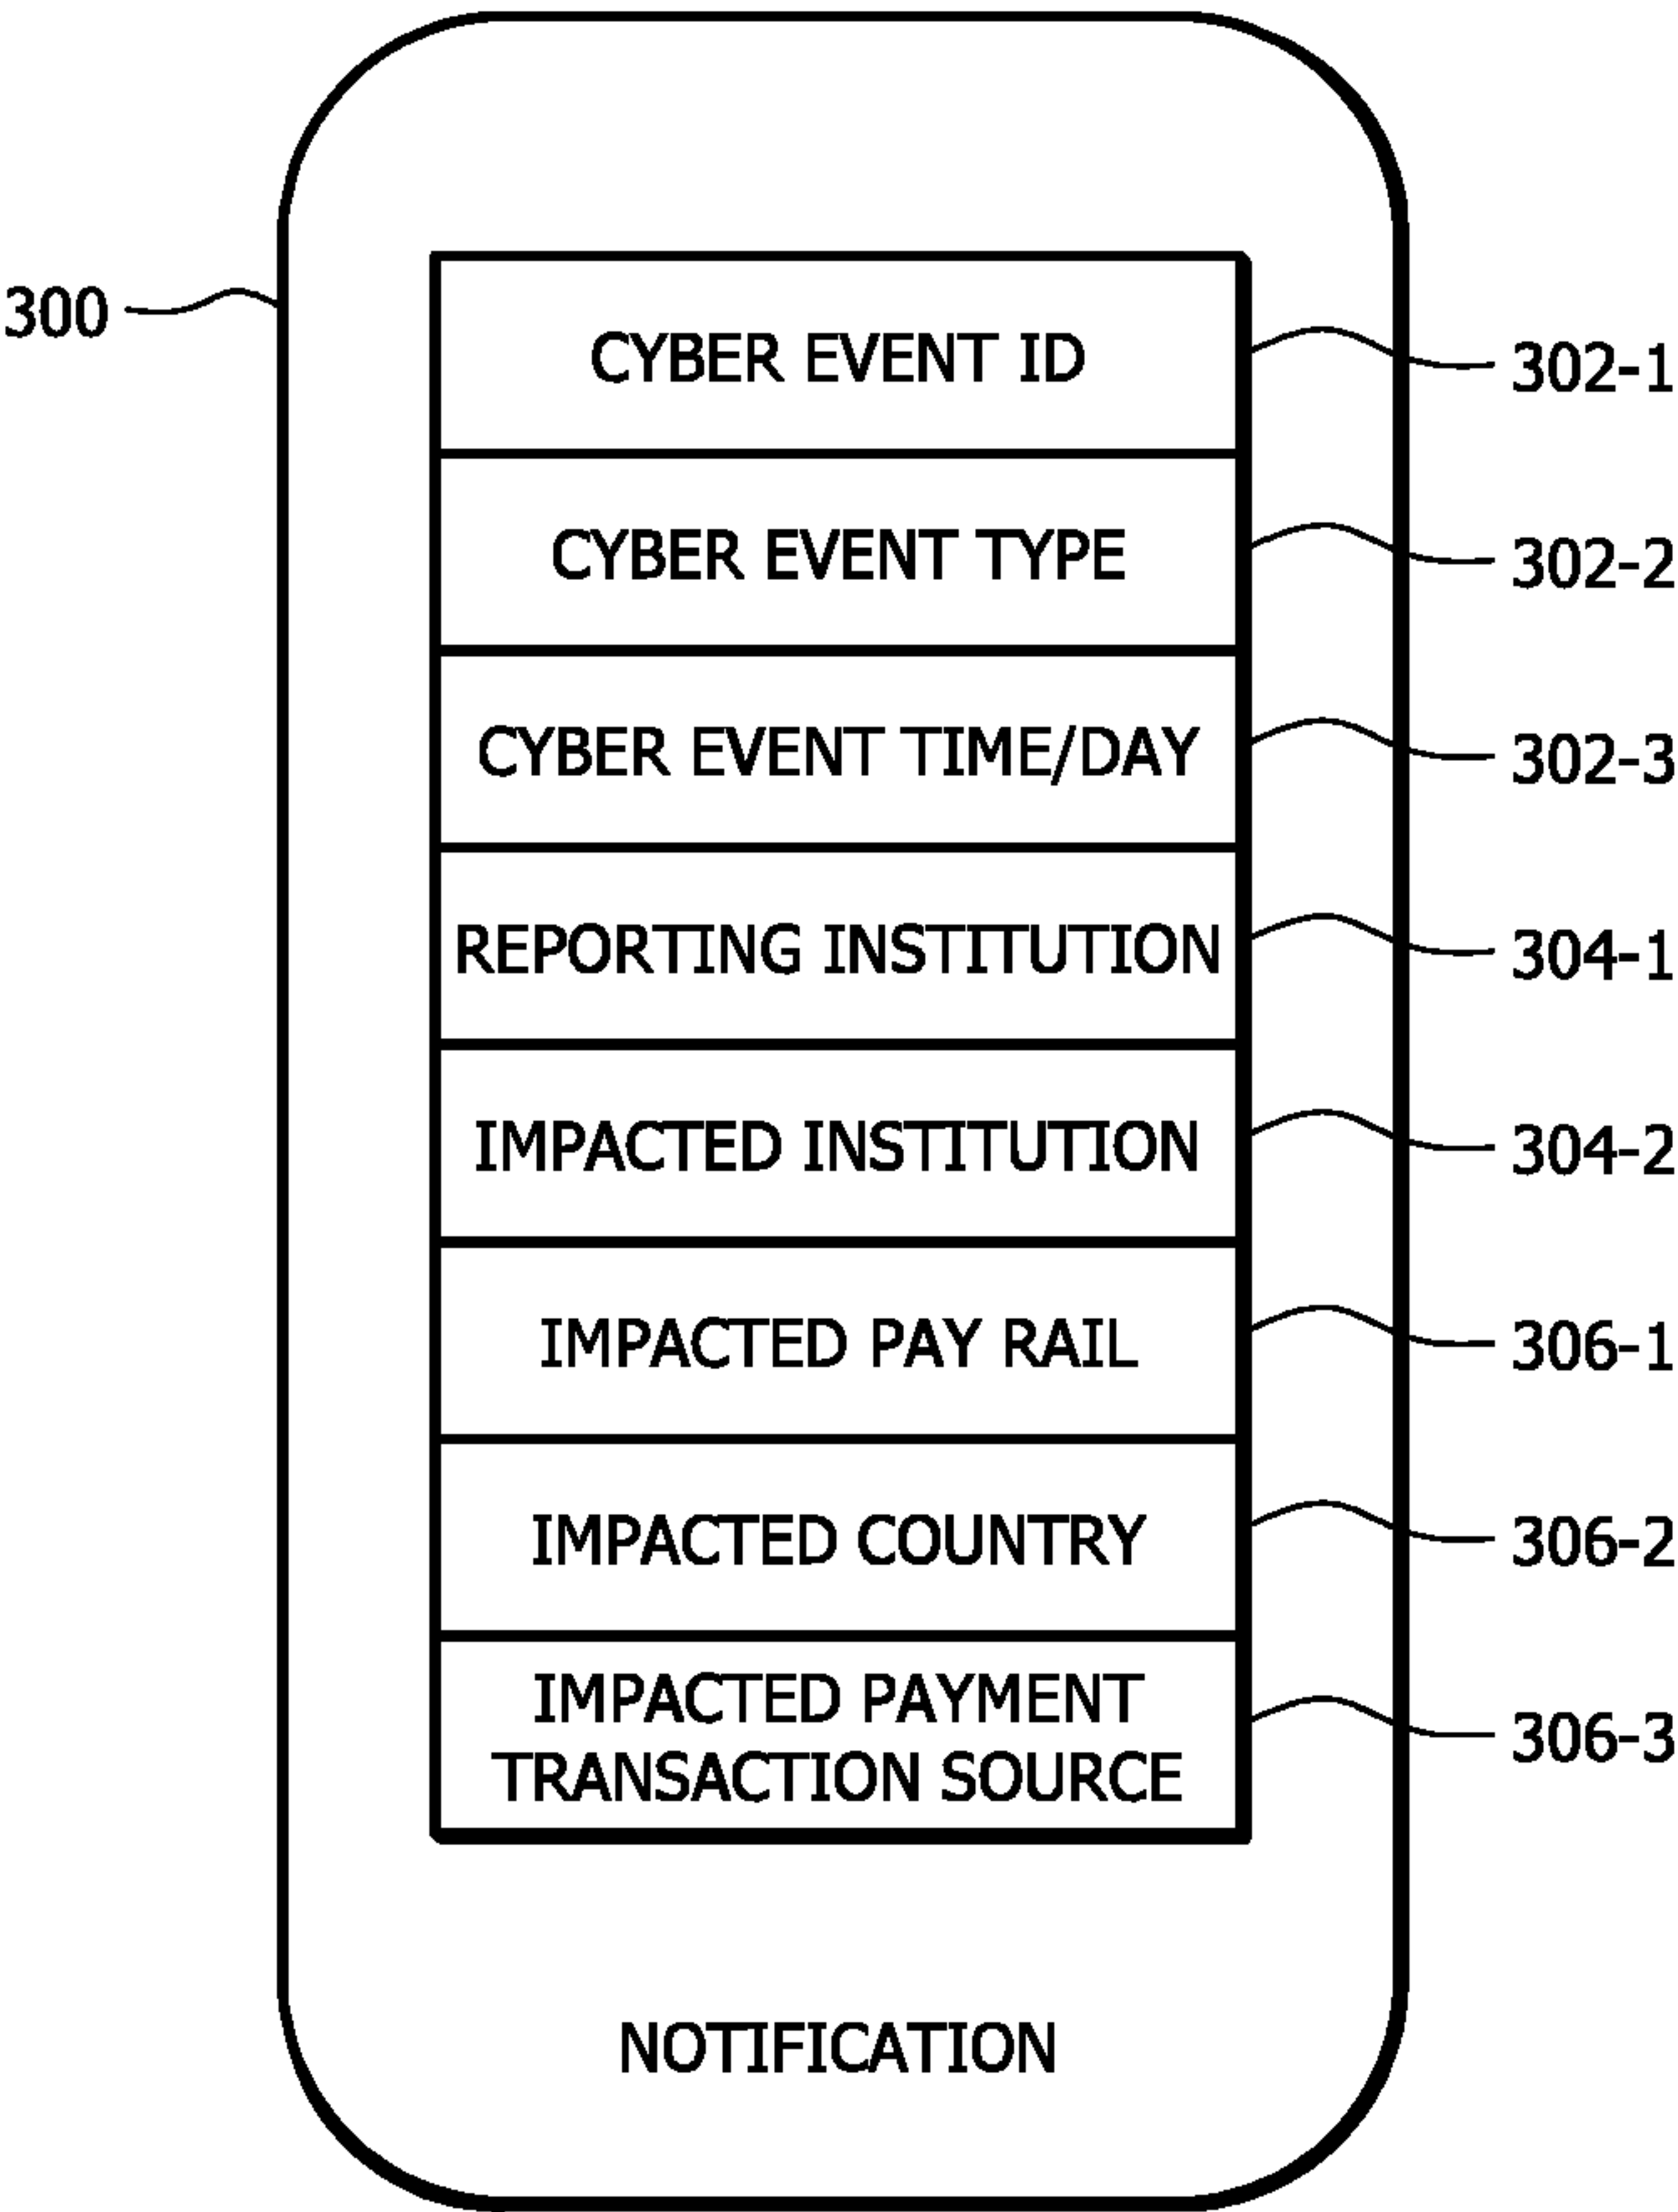 300
CYBER EVENT ID 302-1
CYBER EVENT TYPE 302-2
CYBER EVENT TIME/DAY 302-3
REPORTING INSTITUTION 304-1
IMPACTED INSTITUTION 304-2
IMPACTED PAY RAIL 306-1
IMPACTED COUNTRY 306-2
IMPACTED PAYMENT
TRANSACTION SOURCE 306-3
NOTIFICATION